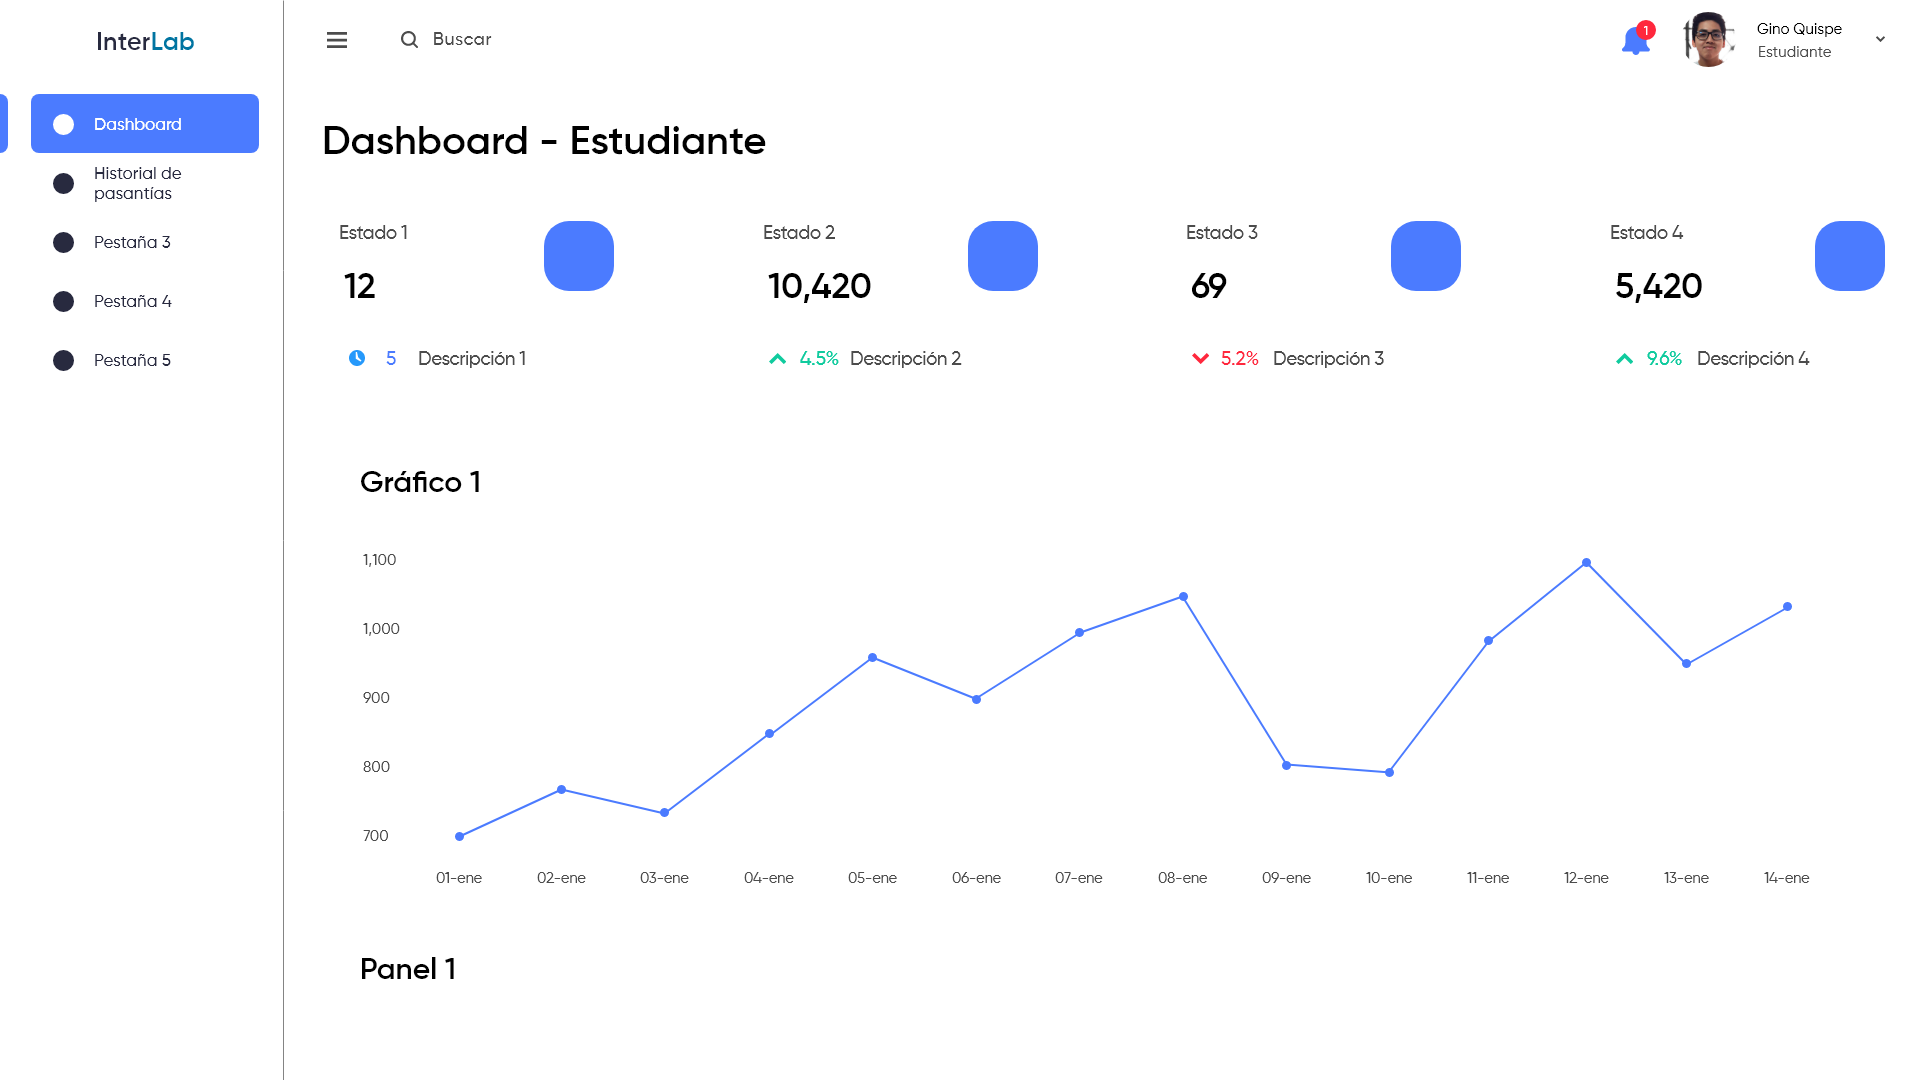 InterLab
Buscar
1
Gino Quispe
Estudiante
Dashboard
Historial de
pasantías
Pestaña 3
Pestaña 4
Pestaña 5
Dashboard - Estudiante
Estado 1
12
5 Descripción 1
Estado 2
10,420
4.5% Descripción 2
Estado 3
69
5.2% Descripción 3
Estado 4
5,420
9.6% Descripción 4
Gráfico 1
1,100
1,000
900
800
700
01-ene 02-ene 03-ene 04-ene 05-ene 06-ene 07-ene 08-ene 09-ene 10-ene 11-ene 12-ene 13-ene 14-ene
Panel 1